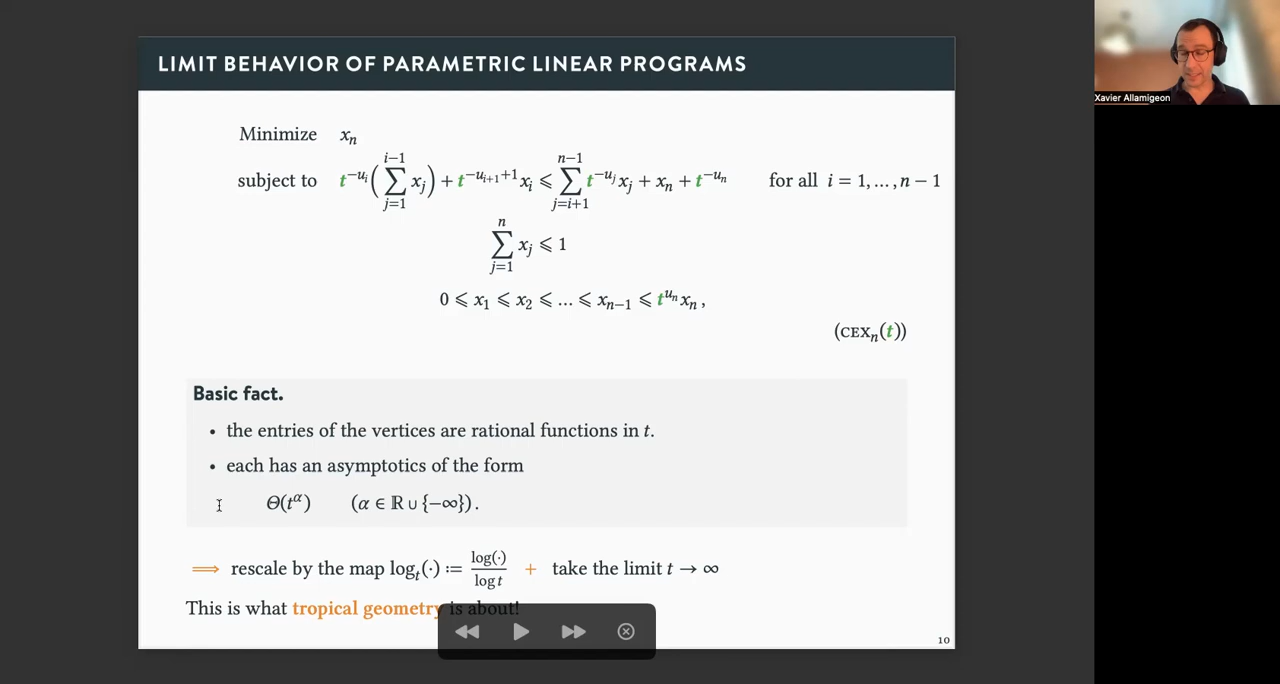 LIMIT BEHAVIOR OF PARAMETRIC LINEAR PROGRAMS
Xavier Allamigeon
Minimize xₙ
subject to t^{-u_i}(∑_{j=1}^{i-1} x_j) + t^{-u_{i+1}+1} x_i ⩽ ∑_{j=i+1}^{n-1} t^{-u_j} x_j + x_n + t^{-u_n} for all i = 1, …, n − 1
∑_{j=1}^{n} x_j ⩽ 1
0 ⩽ x_1 ⩽ x_2 ⩽ … ⩽ x_{n-1} ⩽ t^{u_n} x_n ,
(CEX_n(t))
Basic fact.
• the entries of the vertices are rational functions in t.
• each has an asymptotics of the form
Θ(t^α) (α ∈ ℝ ∪ {−∞}).
⟹ rescale by the map log_t(·) ≔ log(·)/log t + take the limit t → ∞
This is what tropical geometry is about!
10